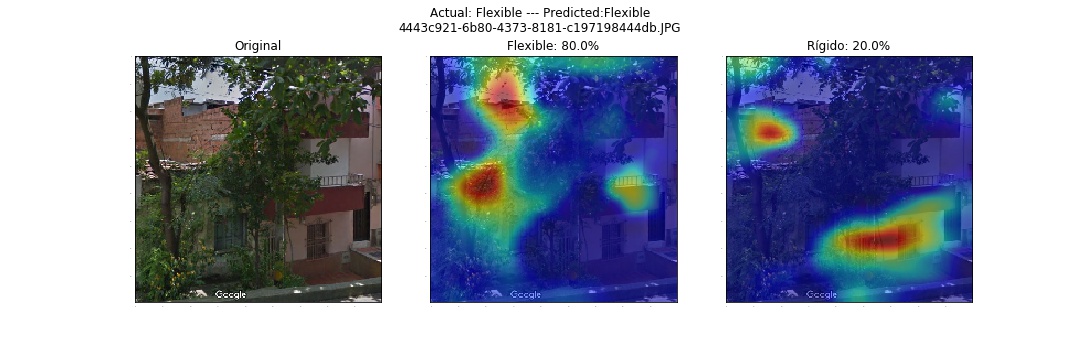 Actual: Flexible --- Predicted:Flexible
4443c921-6b80-4373-8181-c197198444db.JPG
Original
Flexible: 80.0%
Rígido: 20.0%
Google
Google
Google